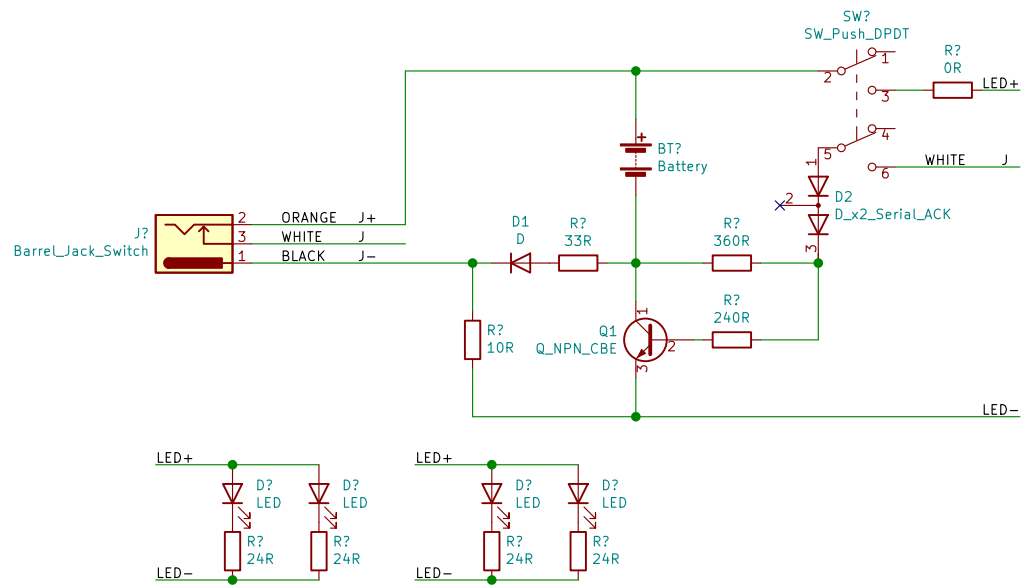 SW?
SW_Push_DPDT
1
2
R?
0R
3
LED+
4
5
WHITE J
6
+
BT?
Battery
1
2
D2
D_x2_Serial_ACK
3
J?
Barrel_Jack_Switch
2 ORANGE J+
3 WHITE J
1 BLACK J-
D1
D
R?
33R
R?
360R
R?
240R
R?
10R
Q1
Q_NPN_CBE
1
2
3
LED-
LED+
D?
LED
D?
LED
R?
24R
R?
24R
LED-
LED+
D?
LED
D?
LED
R?
24R
R?
24R
LED-